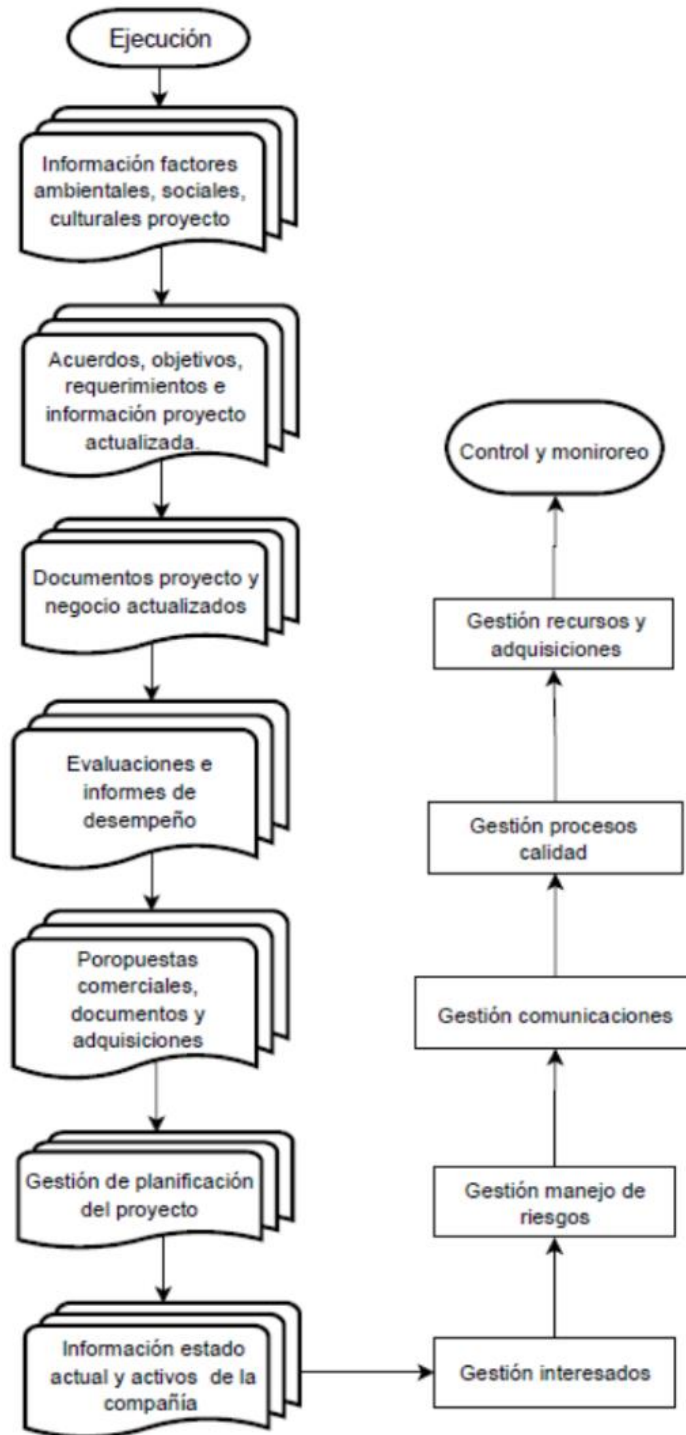 Ejecución
Información factores
ambientales, sociales,
culturales proyecto
Acuerdos, objetivos,
requerimientos e
información proyecto
actualizada.
Documentos proyecto y
negocio actualizados
Evaluaciones e
informes de
desempeño
Poropuestas
comerciales,
documentos y
adquisiciones
Gestión de planificación
del proyecto
Información estado
actual y activos de la
compañía
Gestión interesados
Gestión manejo de
riesgos
Gestión comunicaciones
Gestión procesos
calidad
Gestión recursos y
adquisiciones
Control y moniroreo